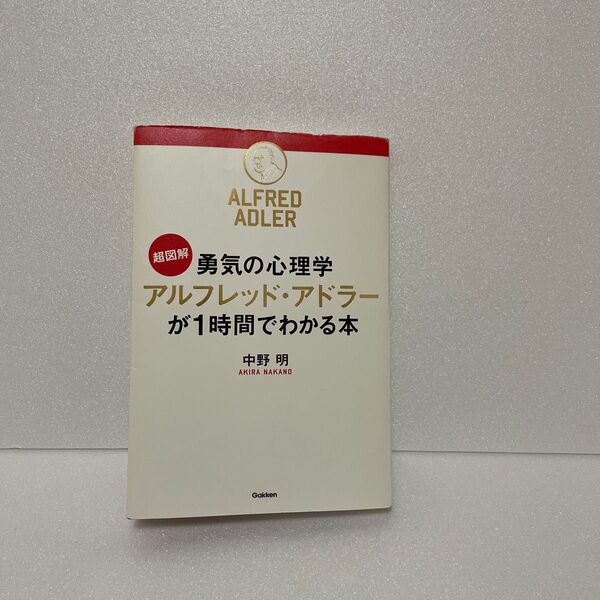 ALFRED
ADLER
超図解
勇気の心理学
アルフレッド・アドラー
が1時間でわかる本
中野 明
AKIRA NAKANO
Gakken